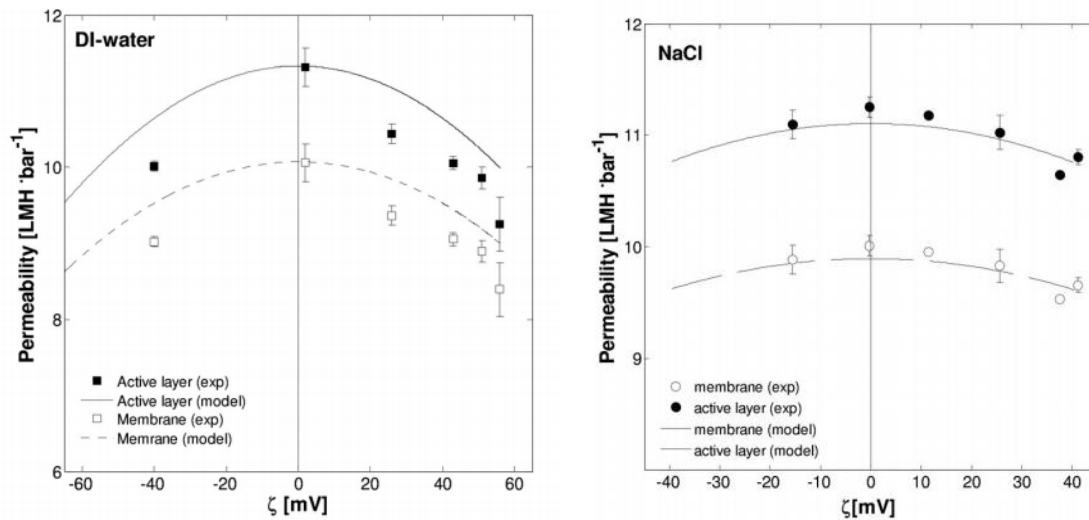 DI-water
Permeability [LMH·bar-1]
12
10
8
6
Active layer (exp)
Active layer (model)
Membrane (exp)
Memrane (model)
-60 -40 -20 0 20 40 60
ζ [mV]
NaCl
Permeability [LMH·bar-1]
12
11
10
9
membrane (exp)
active layer (exp)
membrane (model)
active layer (model)
-40 -30 -20 -10 0 10 20 30 40
ζ[mV]